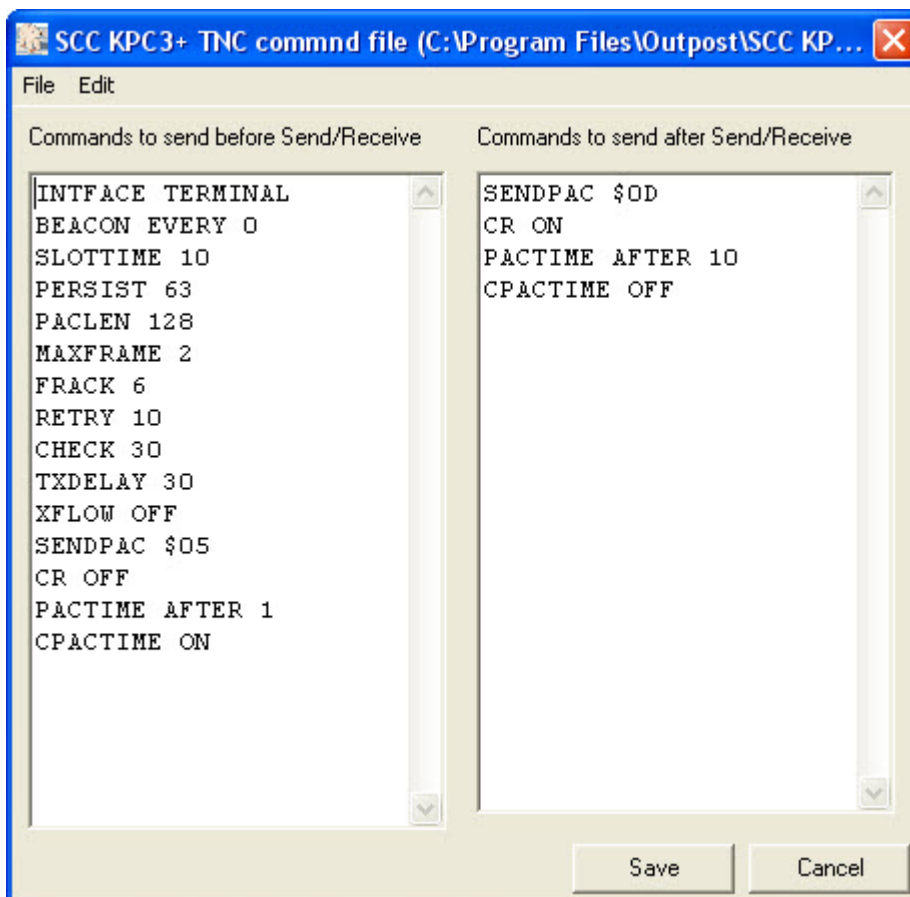 SCC KPC3+ TNC commnd file (C:\Program Files\Outpost\SCC KP...
File Edit
Commands to send before Send/Receive
INTFACE TERMINAL
BEACON EVERY 0
SLOTTIME 10
PERSIST 63
PACLEN 128
MAXFRAME 2
FRACK 6
RETRY 10
CHECK 30
TXDELAY 30
XFLOW OFF
SENDPAC $05
CR OFF
PACTIME AFTER 1
CPACTIME ON
Commands to send after Send/Receive
SENDPAC $0D
CR ON
PACTIME AFTER 10
CPACTIME OFF
Save Cancel